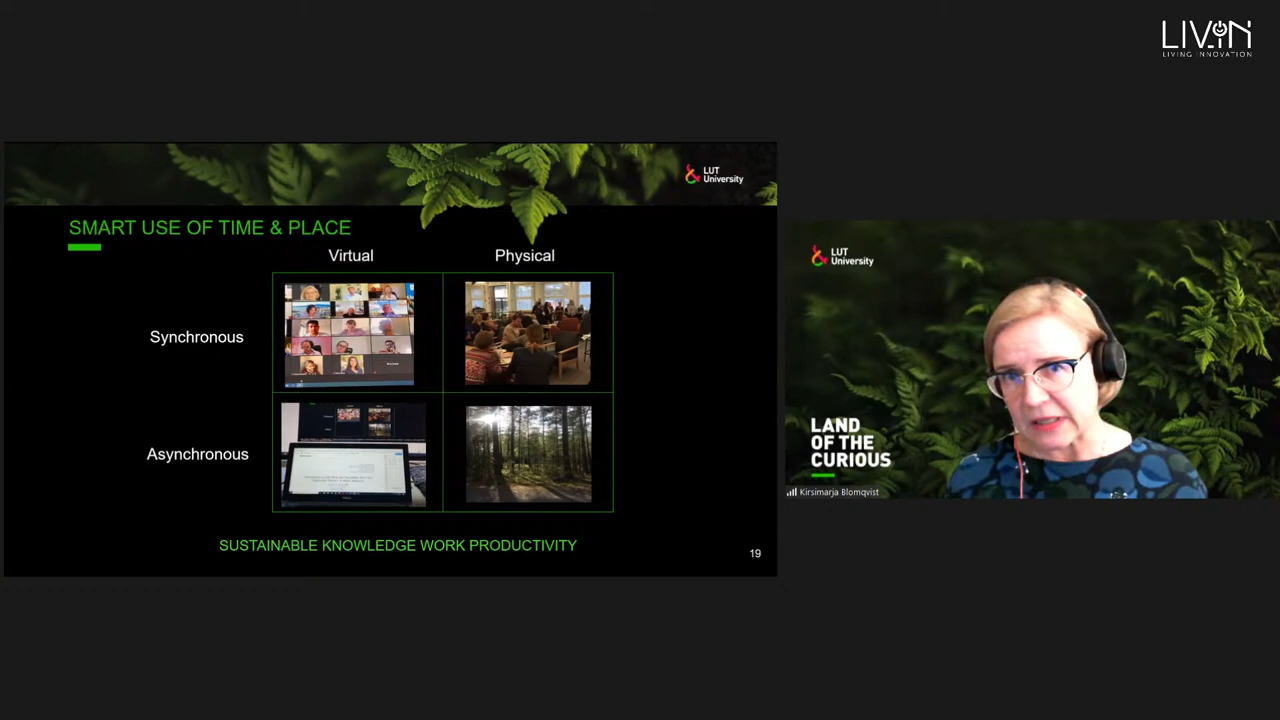 LIVIN
LIVING INNOVATION
LUT
University
SMART USE OF TIME & PLACE
Virtual
Physical
Synchronous
Asynchronous
SUSTAINABLE KNOWLEDGE WORK PRODUCTIVITY
19
LUT
University
LAND
OF THE
CURIOUS
Kirsimarja Blomqvist